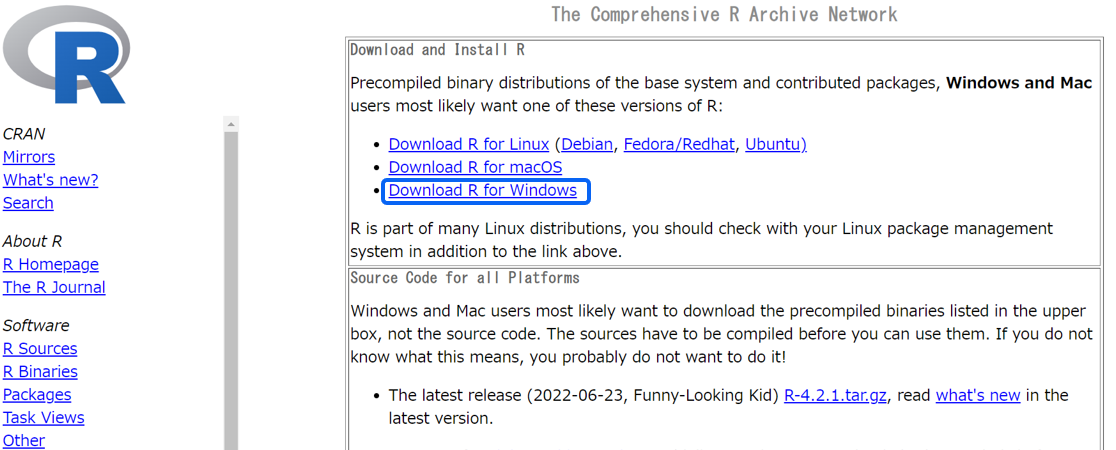 The Comprehensive R Archive Network
R
CRAN
Mirrors
What's new?
Search
About R
R Homepage
The R Journal
Software
R Sources
R Binaries
Packages
Task Views
Other
Download and Install R
Precompiled binary distributions of the base system and contributed packages, Windows and Mac
users most likely want one of these versions of R:
• Download R for Linux (Debian, Fedora/Redhat, Ubuntu)
• Download R for macOS
• Download R for Windows
R is part of many Linux distributions, you should check with your Linux package management
system in addition to the link above.
Source Code for all Platforms
Windows and Mac users most likely want to download the precompiled binaries listed in the upper
box, not the source code. The sources have to be compiled before you can use them. If you do not
know what this means, you probably do not want to do it!
• The latest release (2022-06-23, Funny-Looking Kid) R-4.2.1.tar.gz, read what's new in the
latest version.